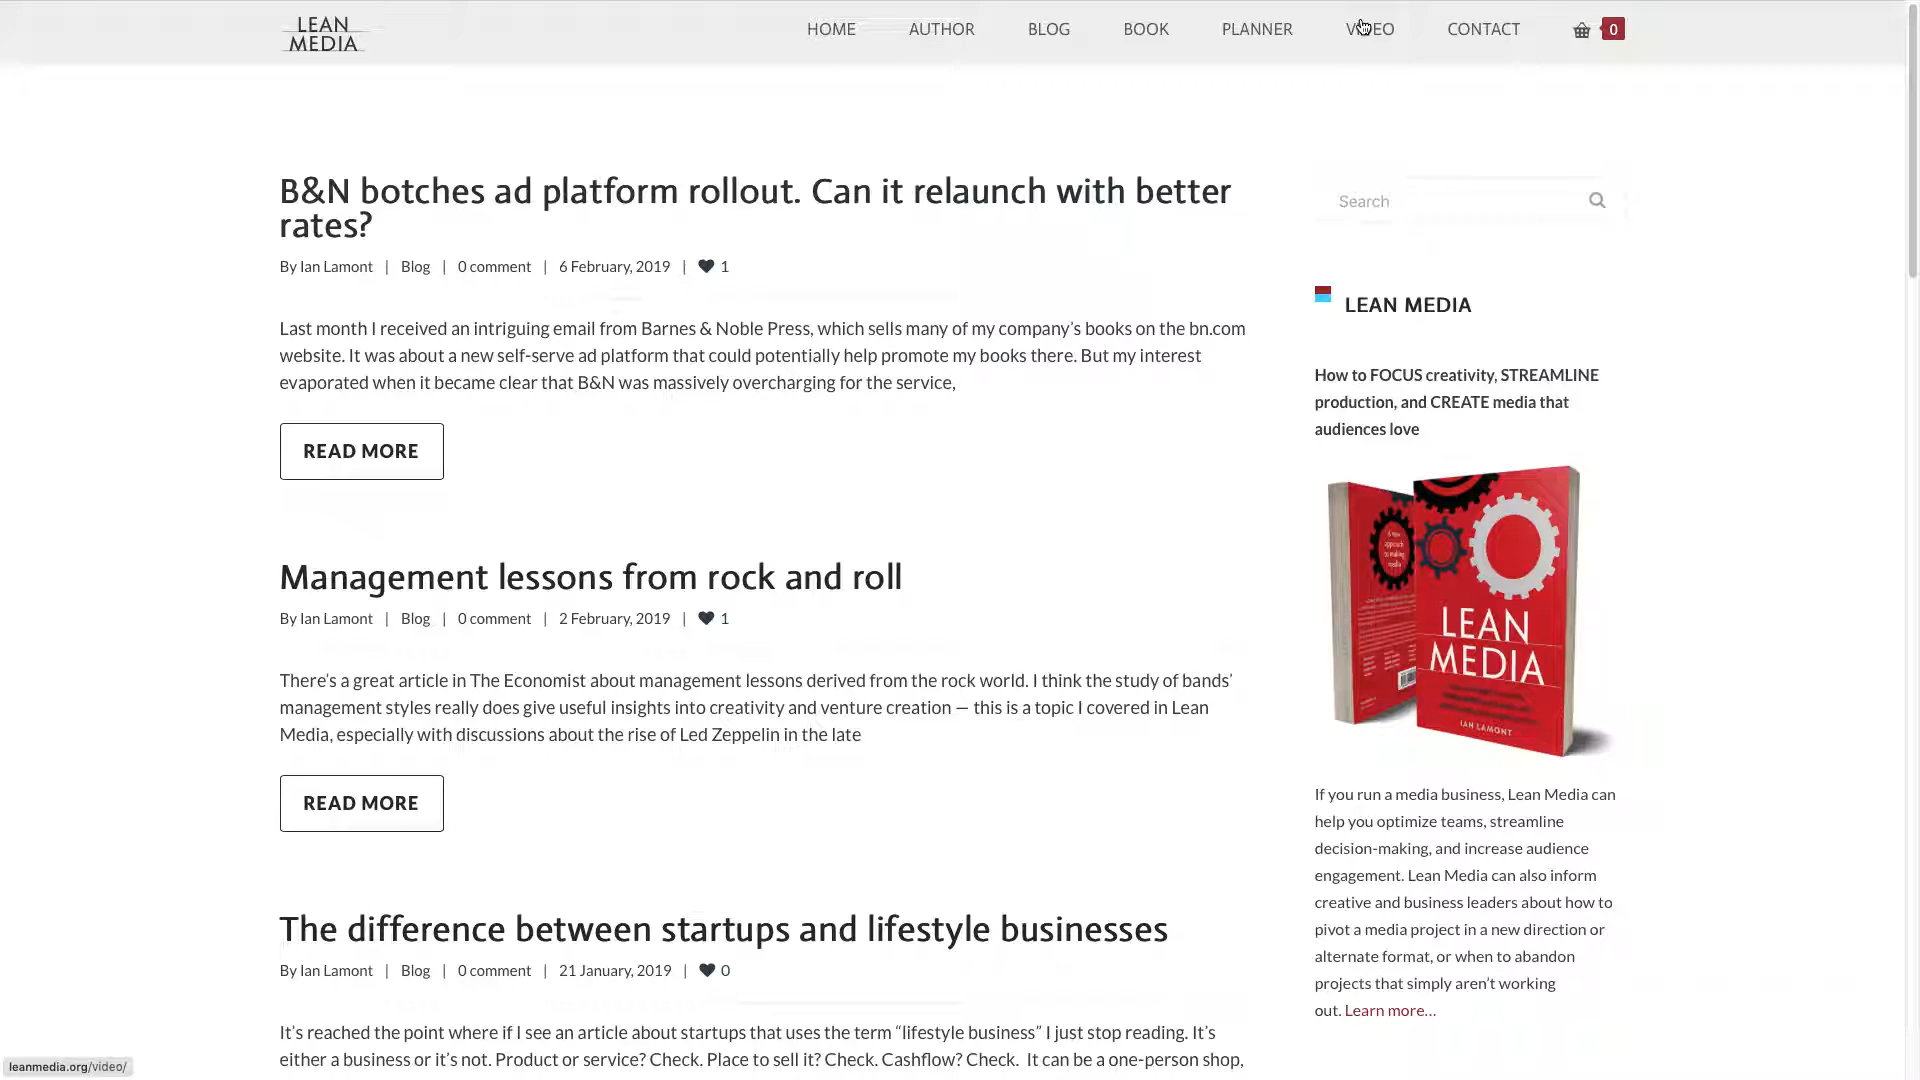 LEAN
MEDIA
HOME AUTHOR BLOG BOOK PLANNER VIDEO CONTACT 0
B&N botches ad platform rollout. Can it relaunch with better
rates?
By Ian Lamont | Blog | 0 comment | 6 February, 2019 | 1
Last month I received an intriguing email from Barnes & Noble Press, which sells many of my company’s books on the bn.com
website. It was about a new self-serve ad platform that could potentially help promote my books there. But my interest
evaporated when it became clear that B&N was massively overcharging for the service,
READ MORE
Management lessons from rock and roll
By Ian Lamont | Blog | 0 comment | 2 February, 2019 | 1
There’s a great article in The Economist about management lessons derived from the rock world. I think the study of bands’
management styles really does give useful insights into creativity and venture creation — this is a topic I covered in Lean
Media, especially with discussions about the rise of Led Zeppelin in the late
READ MORE
The difference between startups and lifestyle businesses
By Ian Lamont | Blog | 0 comment | 21 January, 2019 | 0
It’s reached the point where if I see an article about startups that uses the term “lifestyle business” I just stop reading. It’s
either a business or it’s not. Product or service? Check. Place to sell it? Check. Cashflow? Check. It can be a one-person shop,
Search
LEAN MEDIA
How to FOCUS creativity, STREAMLINE
production, and CREATE media that
audiences love
A new
approach
to making
media
LEAN
MEDIA
IAN LAMONT
If you run a media business, Lean Media can
help you optimize teams, streamline
decision-making, and increase audience
engagement. Lean Media can also inform
creative and business leaders about how to
pivot a media project in a new direction or
alternate format, or when to abandon
projects that simply aren’t working
out. Learn more…
leanmedia.org/video/